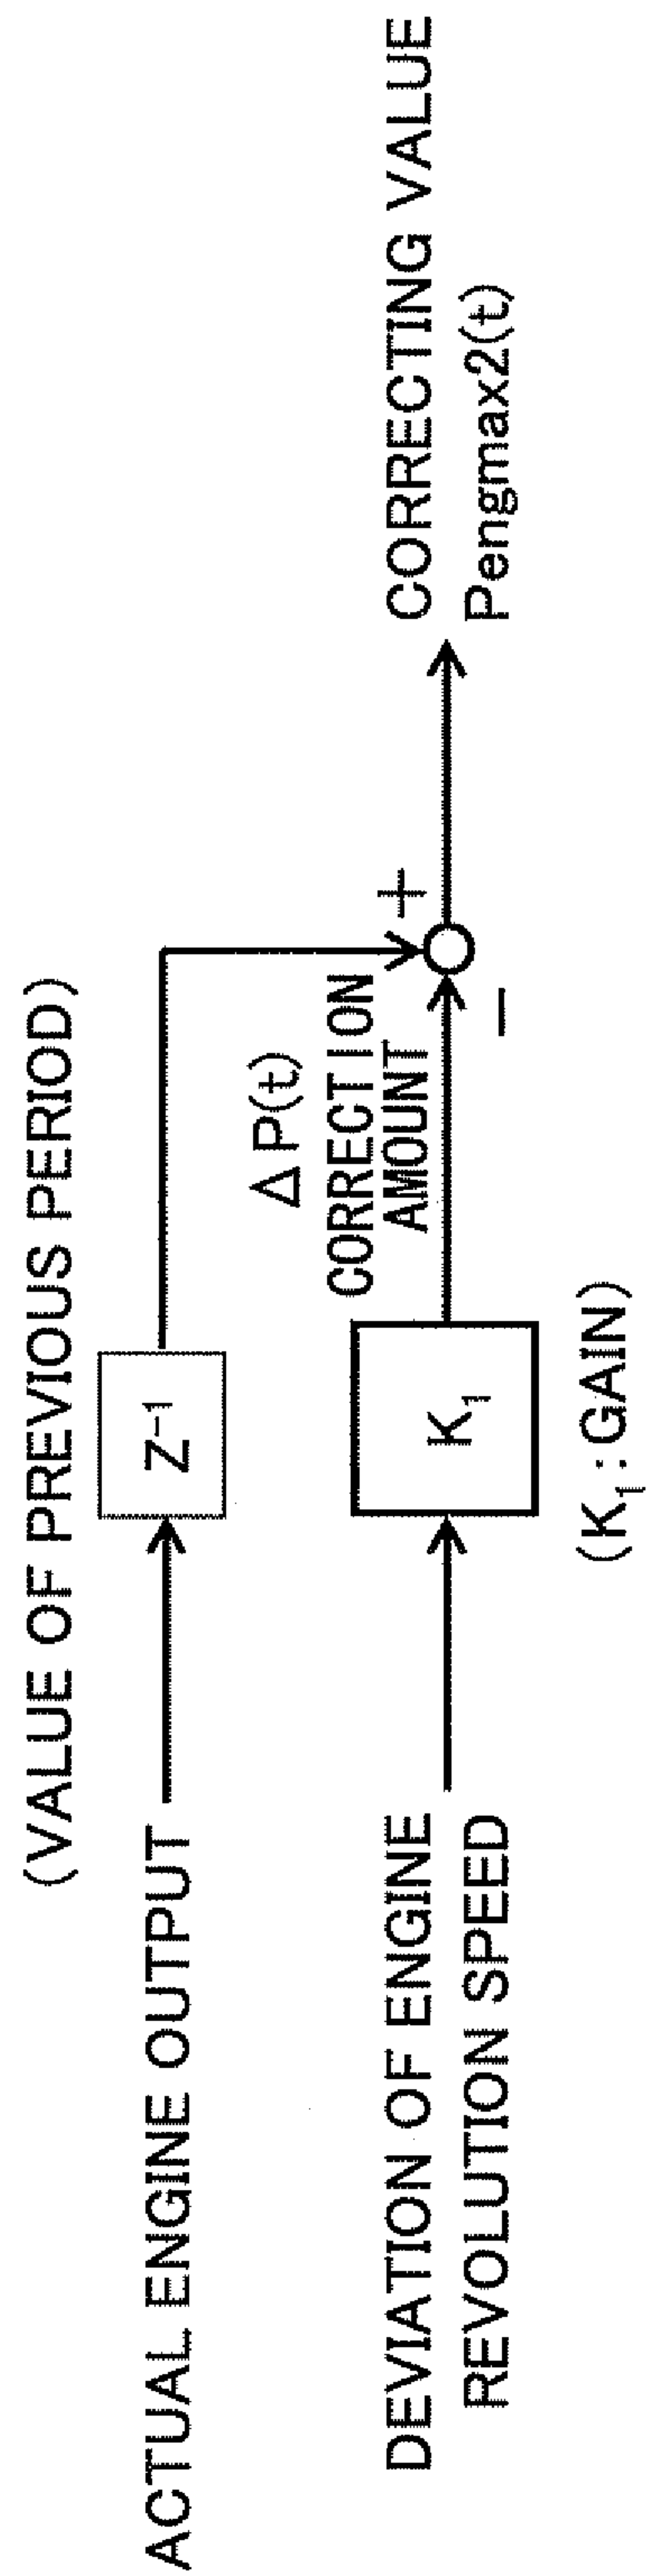 (VALUE OF PREVIOUS PERIOD)
ACTUAL ENGINE OUTPUT
Z⁻¹
ΔP(t)
CORRECTION
AMOUNT
+
−
DEVIATION OF ENGINE
REVOLUTION SPEED
K₁
(K₁:GAIN)
CORRECTING VALUE
Pengmax2(t)